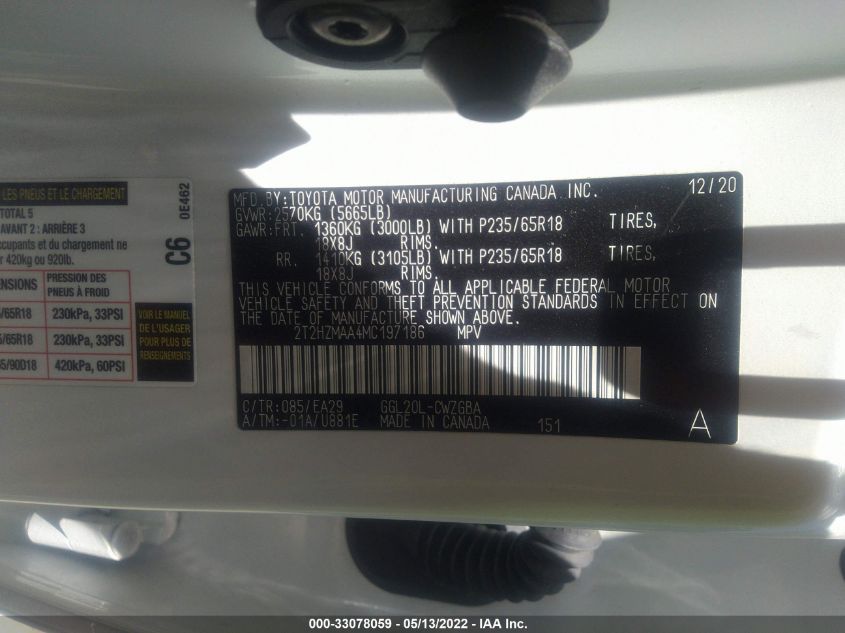 LES PNEUS ET LE CHARGEMENT
TOTAL 5
AVANT 2 : ARRIÈRE 3
ccupants et du chargement ne
r 420kg ou 920lb.
ENSIONS PRESSION DES PNEUS À FROID
/65R18 230kPa, 33PSI
/65R18 230kPa, 33PSI
5/90D18 420kPa, 60PSI
VOIR LE MANUEL
DE L'USAGER
POUR PLUS DE
RENSEIGNEMENTS
C6
0E462
MFD.BY:TOYOTA MOTOR MANUFACTURING CANADA INC. 12/20
GVWR:2570KG (5665LB)
GAWR:FRT. 1360KG (3000LB) WITH P235/65R18 TIRES,
18X8J RIMS.
RR. 1410KG (3105LB) WITH P235/65R18 TIRES,
18X8J RIMS.
THIS VEHICLE CONFORMS TO ALL APPLICABLE FEDERAL MOTOR
VEHICLE SAFETY AND THEFT PREVENTION STANDARDS IN EFFECT ON
THE DATE OF MANUFACTURE SHOWN ABOVE.
2T2HZMAA4MC197186 MPV
C/TR:085/EA29 GGL20L-CWZGBA
A/TM:-01A/U881E MADE IN CANADA 151 A
000-33078059 - 05/13/2022 - IAA Inc.